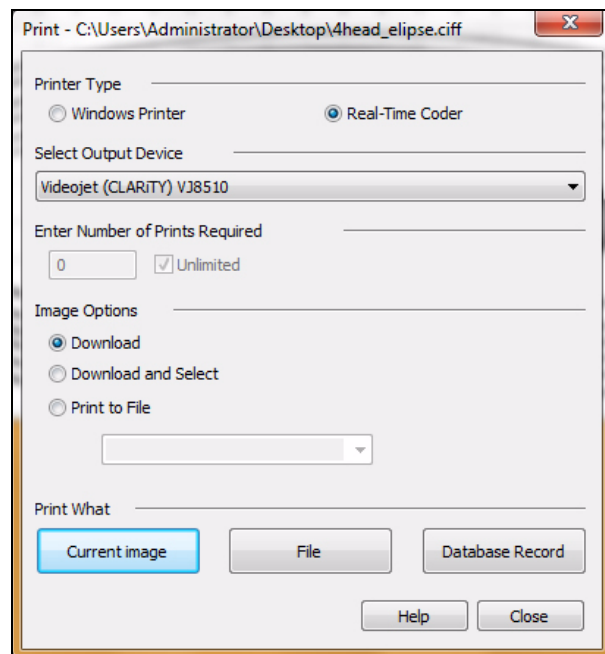 Print - C:\Users\Administrator\Desktop\4head_elipse.ciff
Printer Type
Windows Printer Real-Time Coder
Select Output Device
Videojet (CLARiTY) VJ8510
Enter Number of Prints Required
0 Unlimited
Image Options
Download
Download and Select
Print to File
Print What
Current image File Database Record
Help Close